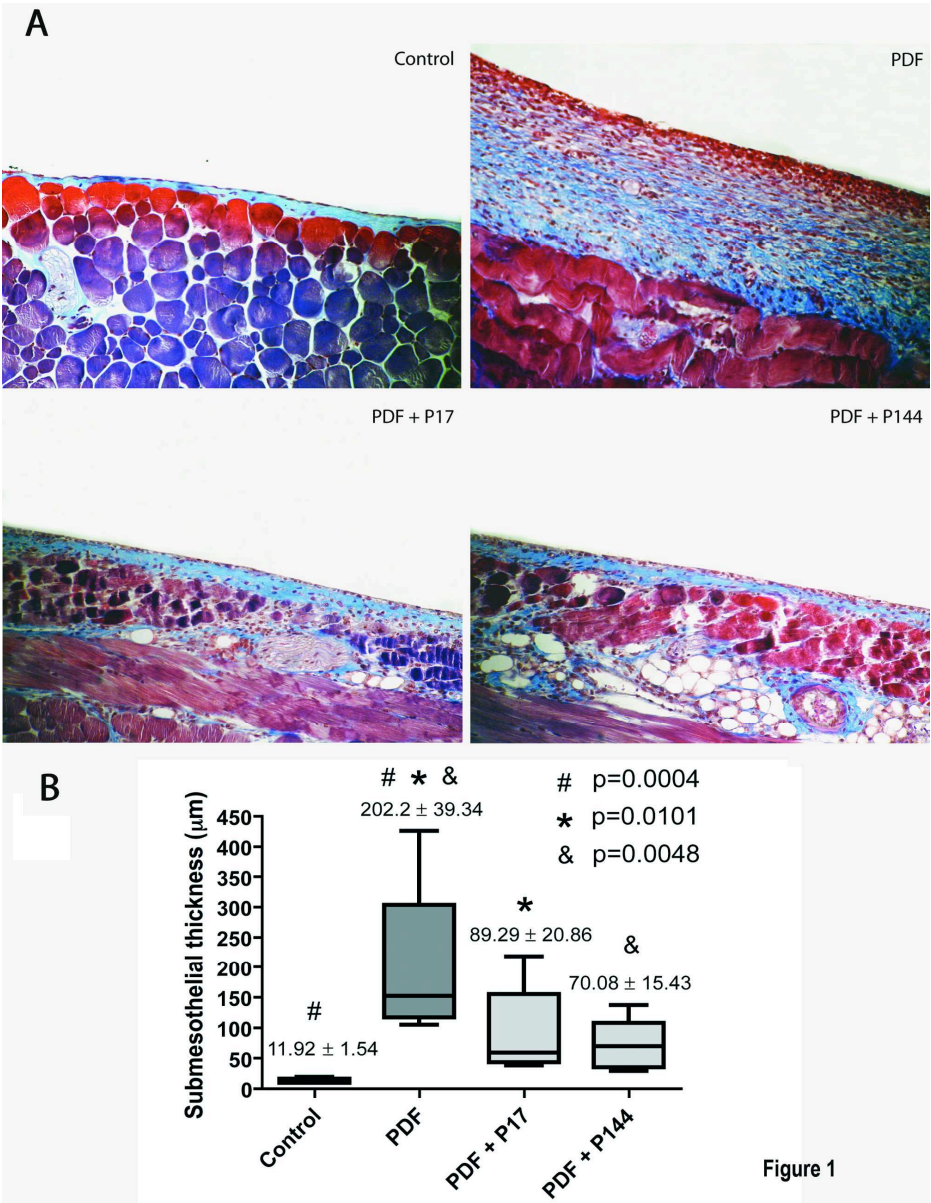 A
Control
PDF
PDF + P17
PDF + P144
B
# * &
202.2 ± 39.34
# p=0.0004
* p=0.0101
& p=0.0048
Submesothelial thickness (μm)
450
400
350
300
250
200
150
100
50
0
#
11.92 ± 1.54
*
89.29 ± 20.86
&
70.08 ± 15.43
Control
PDF
PDF + P17
PDF + P144
Figure 1